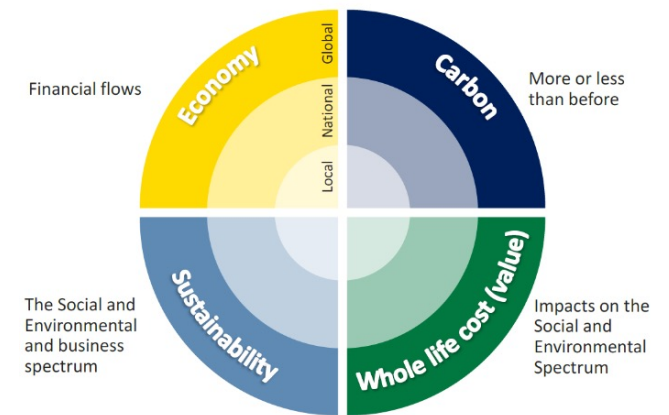 Financial flows
Economy
Global
National
Local
Carbon
More or less
than before
The Social and
Environmental
and business
spectrum
Sustainability
Whole life cost (value)
Impacts on the
Social and
Environmental
Spectrum